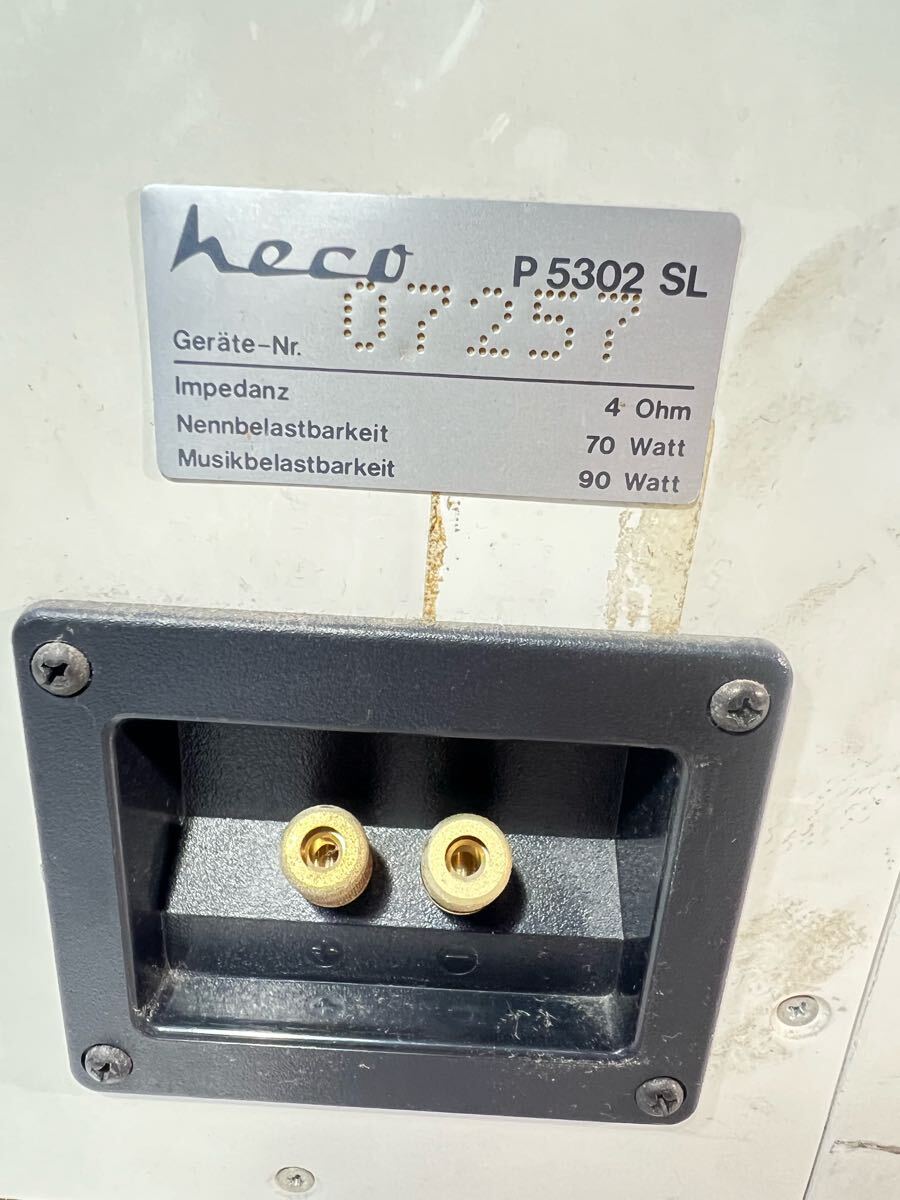 heco P 5302 SL
Geräte-Nr. 07257
Impedanz 4 Ohm
Nennbelastbarkeit 70 Watt
Musikbelastbarkeit 90 Watt
+ −